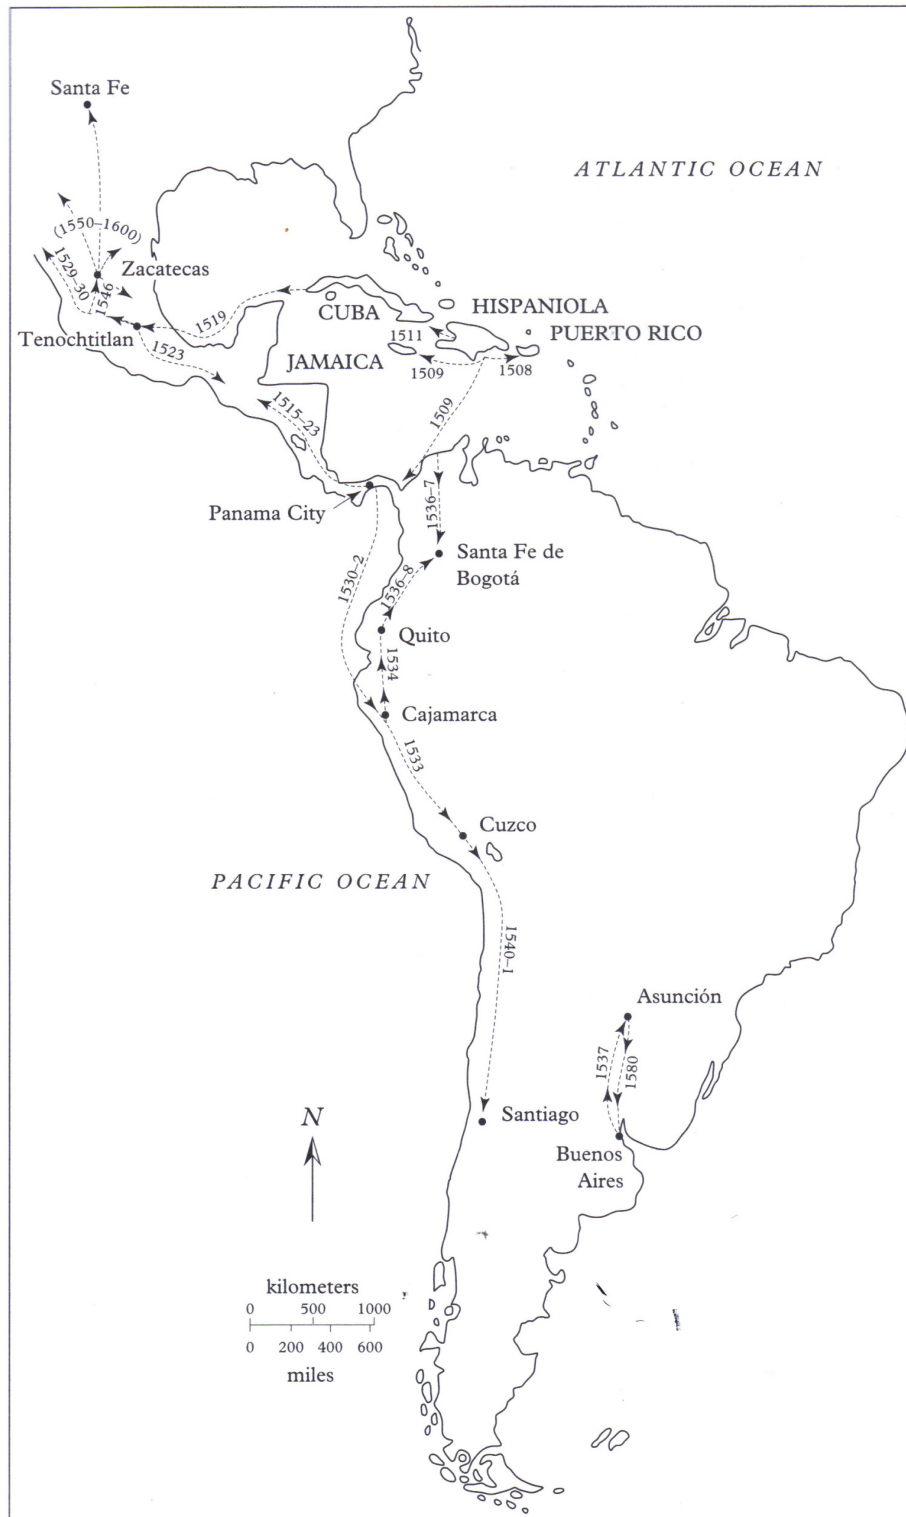 Santa Fe
ATLANTIC OCEAN
(1550–1600)
1529–30
Zacatecas
1546
1519
CUBA
HISPANIOLA
Tenochtitlan
1511
PUERTO RICO
1523
JAMAICA
1509
1508
1515–23
1509
Panama City
1536–7
Santa Fe de
Bogotá
1530–2
1536–8
Quito
1534
Cajamarca
1533
Cuzco
PACIFIC OCEAN
1540–1
Asunción
1537
1580
Santiago
N
Buenos
Aires
kilometers
0 500 1000
0 200 400 600
miles